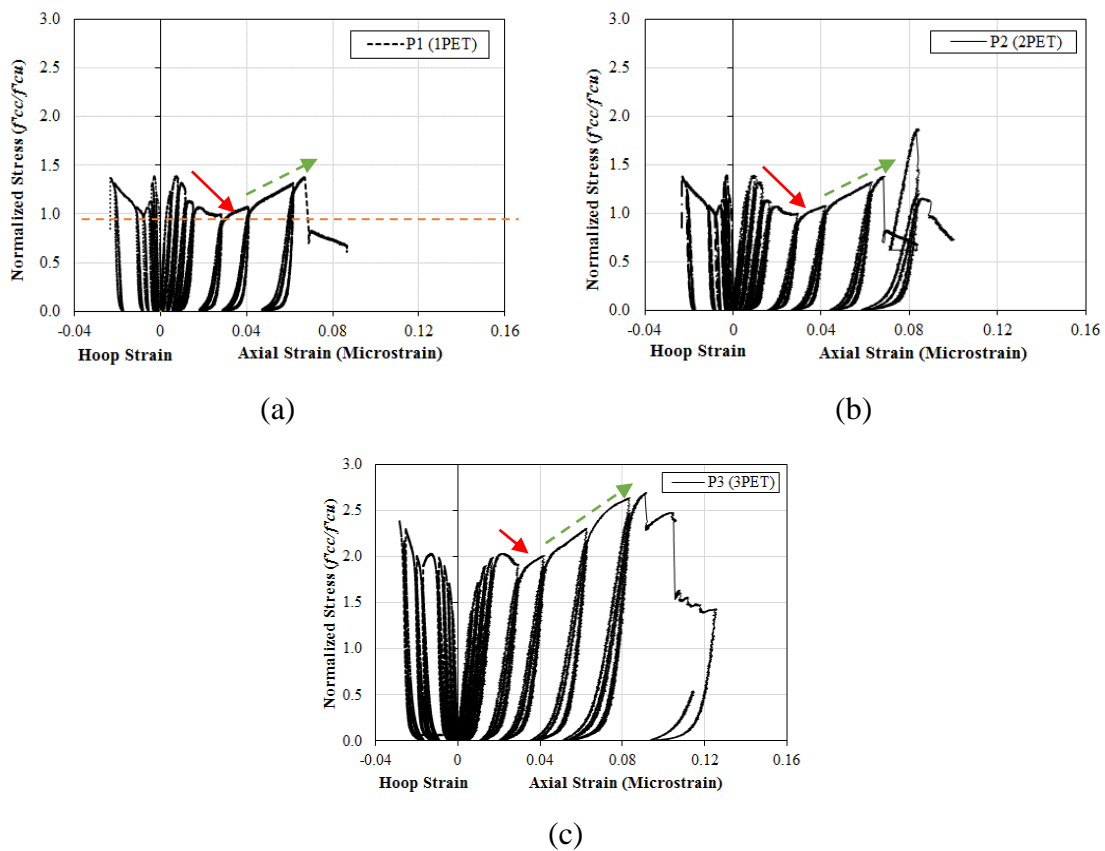 3.0
2.5
2.0
1.5
1.0
0.5
0.0
Normalized Stress (f'cc/f'cu)
P1 (1PET)
-0.04 0 0.04 0.08 0.12 0.16
Hoop Strain Axial Strain (Microstrain)
(a)
3.0
2.5
2.0
1.5
1.0
0.5
0.0
Normalized Stress (f'cc/f'cu)
P2 (2PET)
-0.04 0 0.04 0.08 0.12 0.16
Hoop Strain Axial Strain (Microstrain)
(b)
3.0
2.5
2.0
1.5
1.0
0.5
0.0
Normalized Stress (f'cc/f'cu)
P3 (3PET)
-0.04 0 0.04 0.08 0.12 0.16
Hoop Strain Axial Strain (Microstrain)
(c)